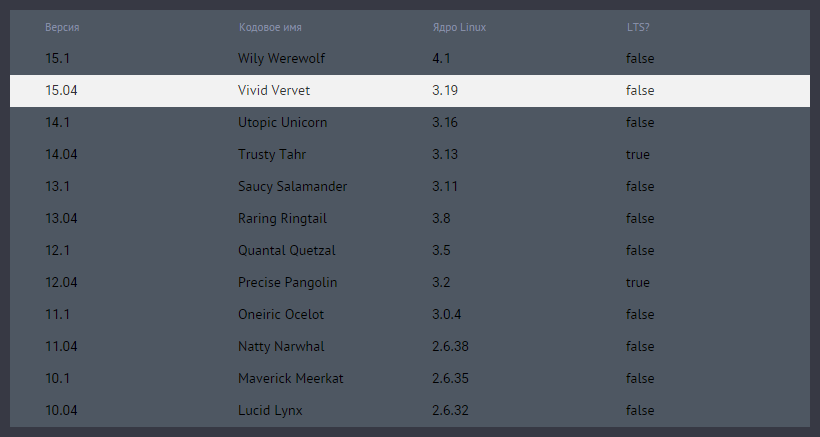 Версия Кодовое имя Ядро Linux LTS?
15.1 Wily Werewolf 4.1 false
15.04 Vivid Vervet 3.19 false
14.1 Utopic Unicorn 3.16 false
14.04 Trusty Tahr 3.13 true
13.1 Saucy Salamander 3.11 false
13.04 Raring Ringtail 3.8 false
12.1 Quantal Quetzal 3.5 false
12.04 Precise Pangolin 3.2 true
11.1 Oneiric Ocelot 3.0.4 false
11.04 Natty Narwhal 2.6.38 false
10.1 Maverick Meerkat 2.6.35 false
10.04 Lucid Lynx 2.6.32 false